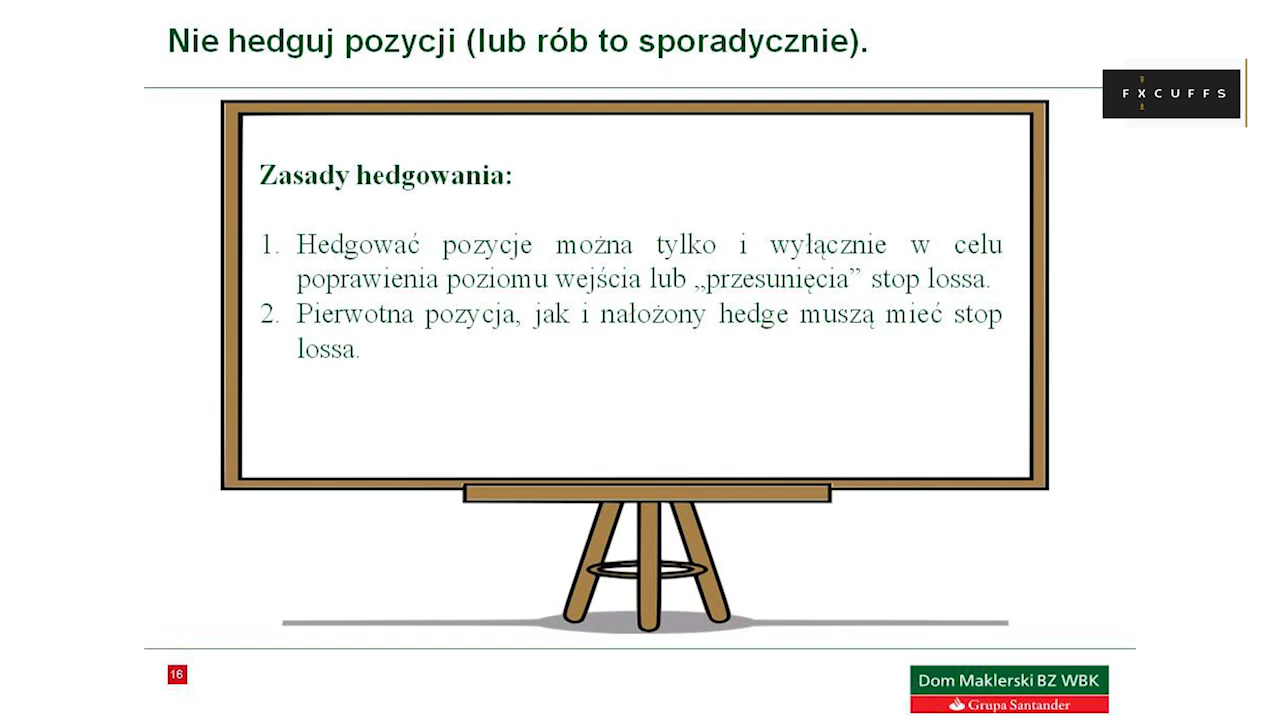 Nie hedguj pozycji (lub rób to sporadycznie).
FXCUFFS
Zasady hedgowania:
1. Hedgować pozycje można tylko i wyłącznie w celu
poprawienia poziomu wejścia lub „przesunięcia” stop lossa.
2. Pierwotna pozycja, jak i nałożony hedge muszą mieć stop
lossa.
16
Dom Maklerski BZ WBK
Grupa Santander